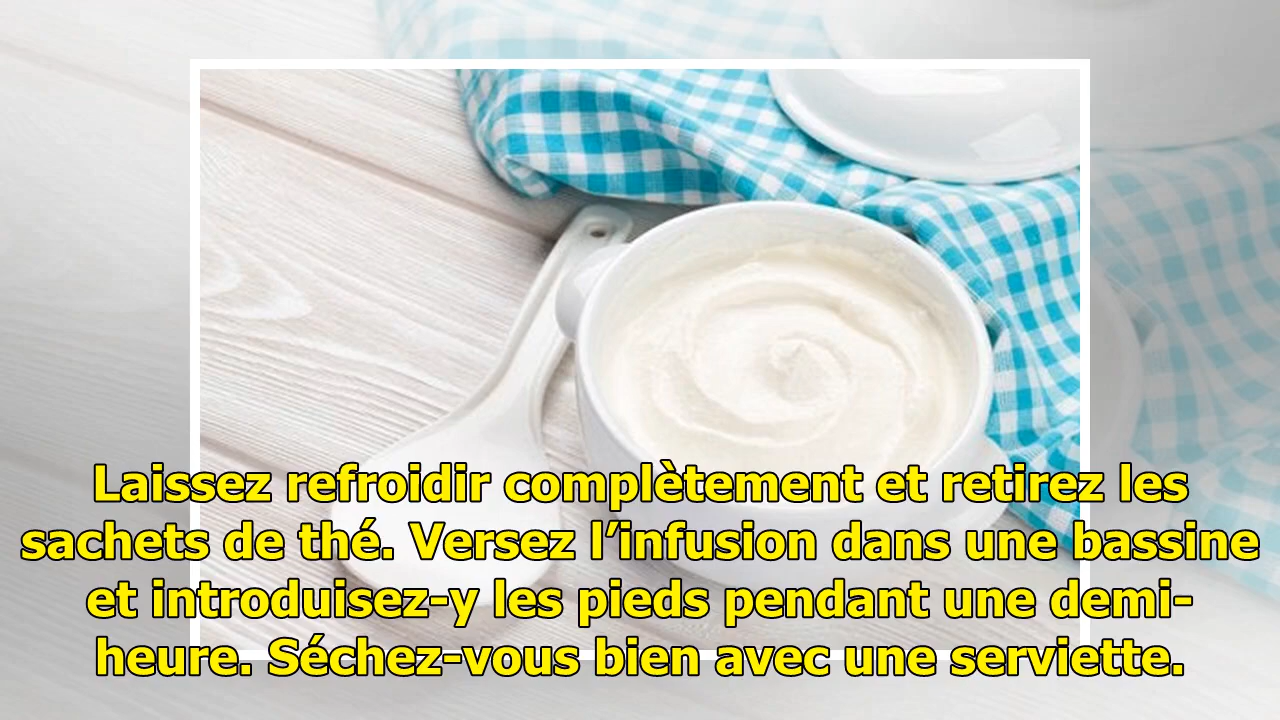 Laissez refroidir complètement et retirez les
sachets de thé. Versez l’infusion dans une bassine
et introduisez-y les pieds pendant une demi-
heure. Séchez-vous bien avec une serviette.